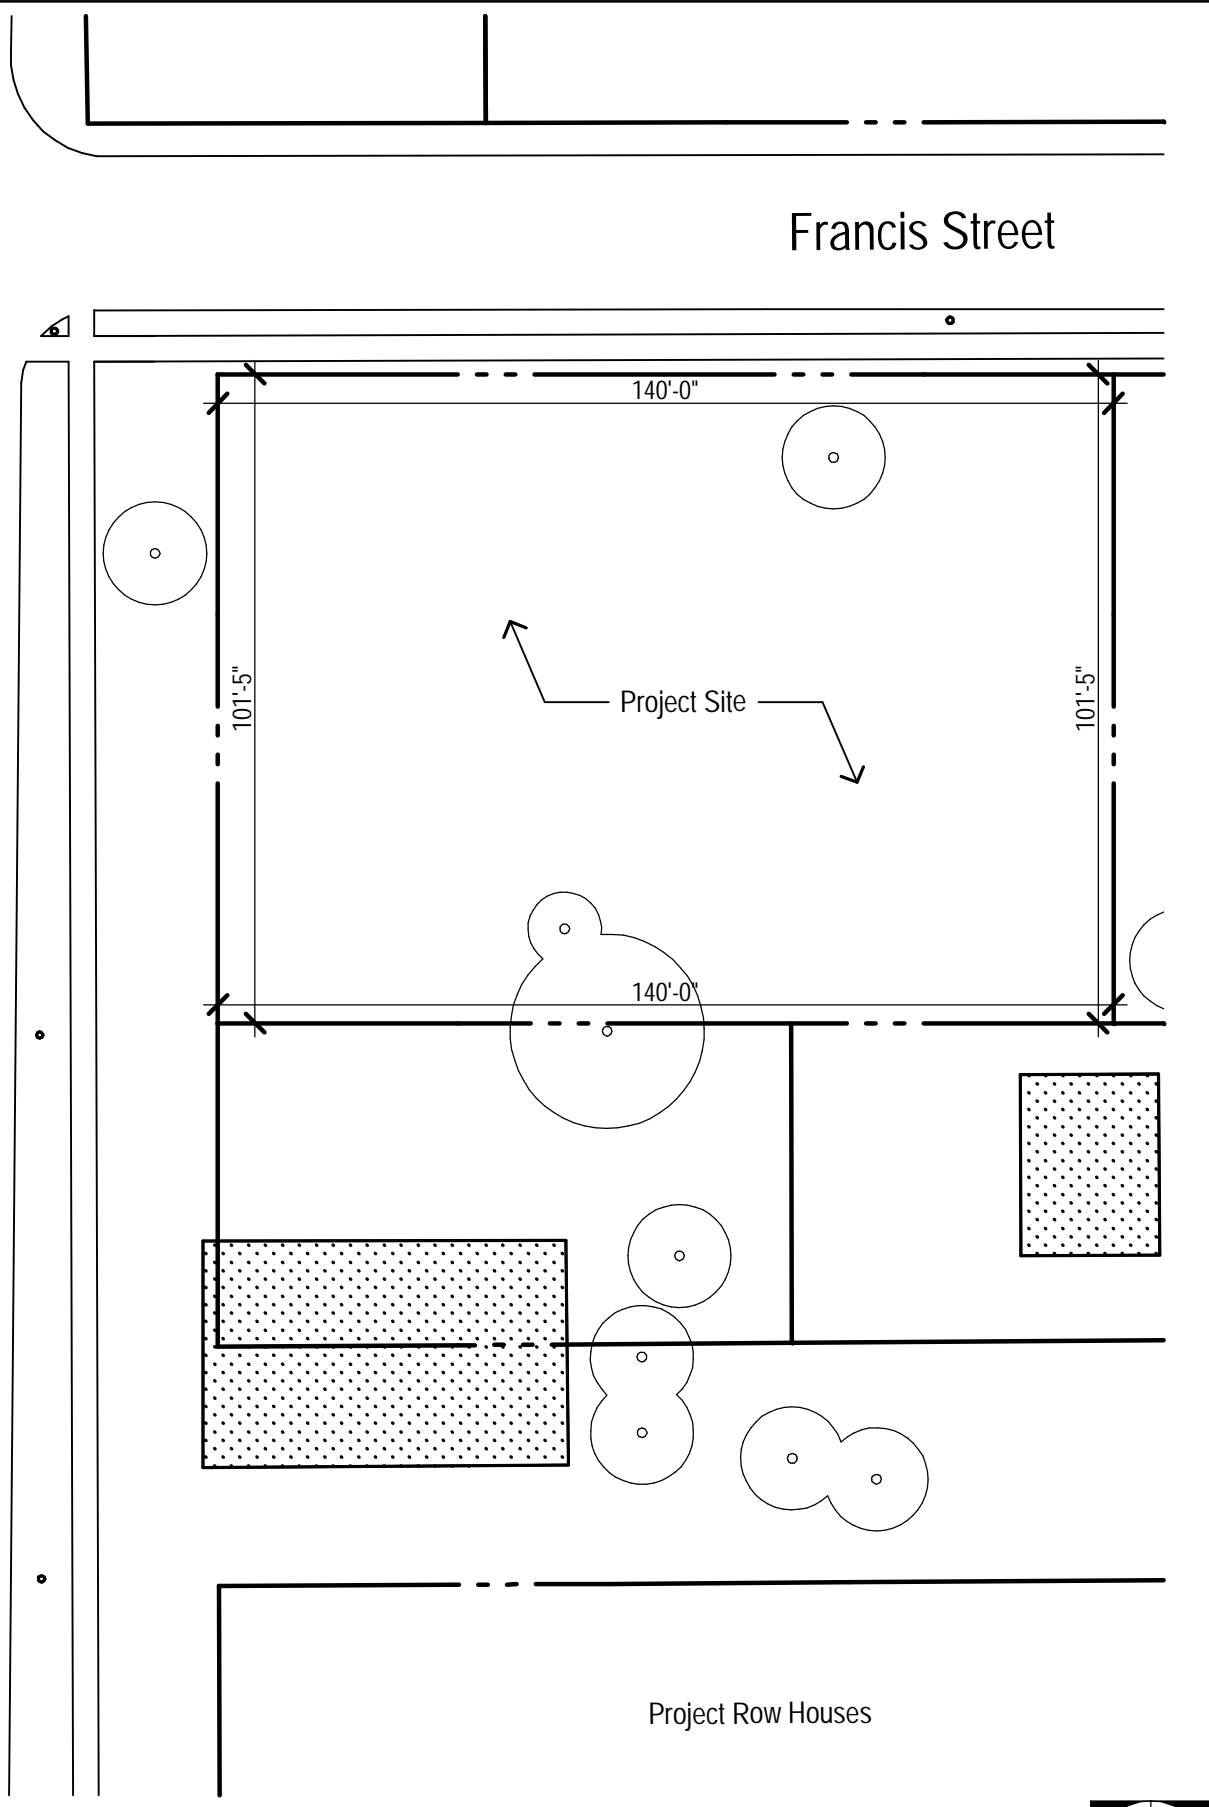 Francis Street
140'-0"
101'-5"
Project Site
101'-5"
140'-0"
Project Row Houses